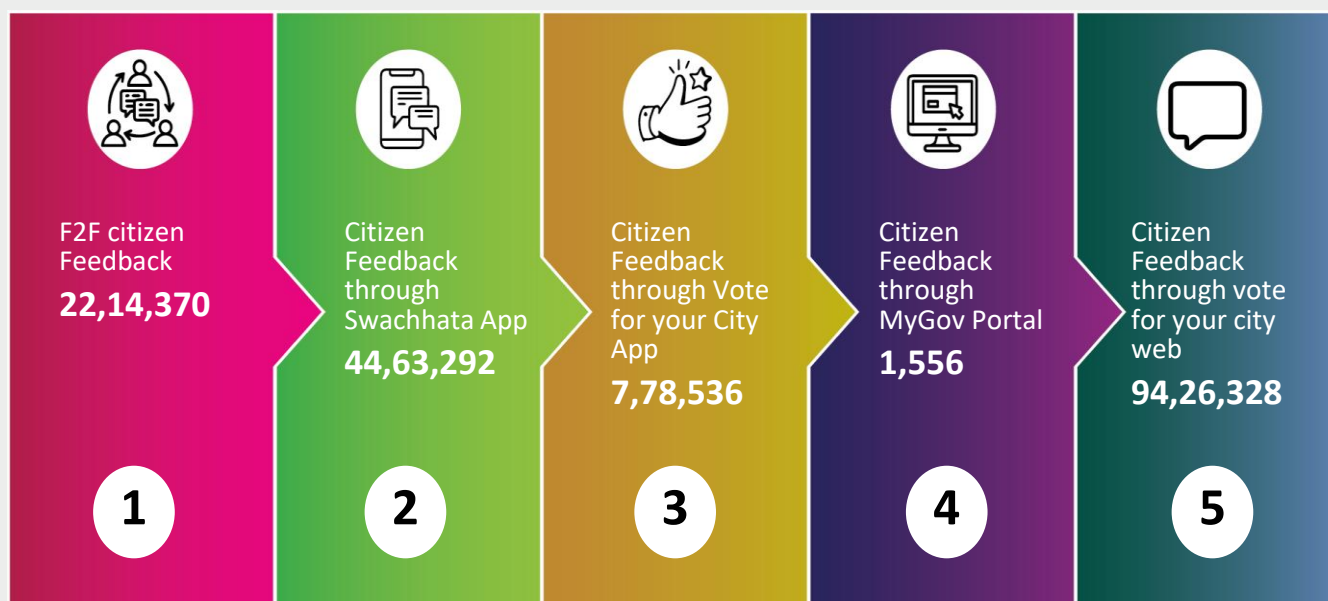 F2F citizen
Feedback
22,14,370
1
Citizen
Feedback
through
Swachhata App
44,63,292
2
Citizen
Feedback
through Vote
for your City
App
7,78,536
3
Citizen
Feedback
through
MyGov Portal
1,556
4
Citizen
Feedback
through vote
for your city
web
94,26,328
5